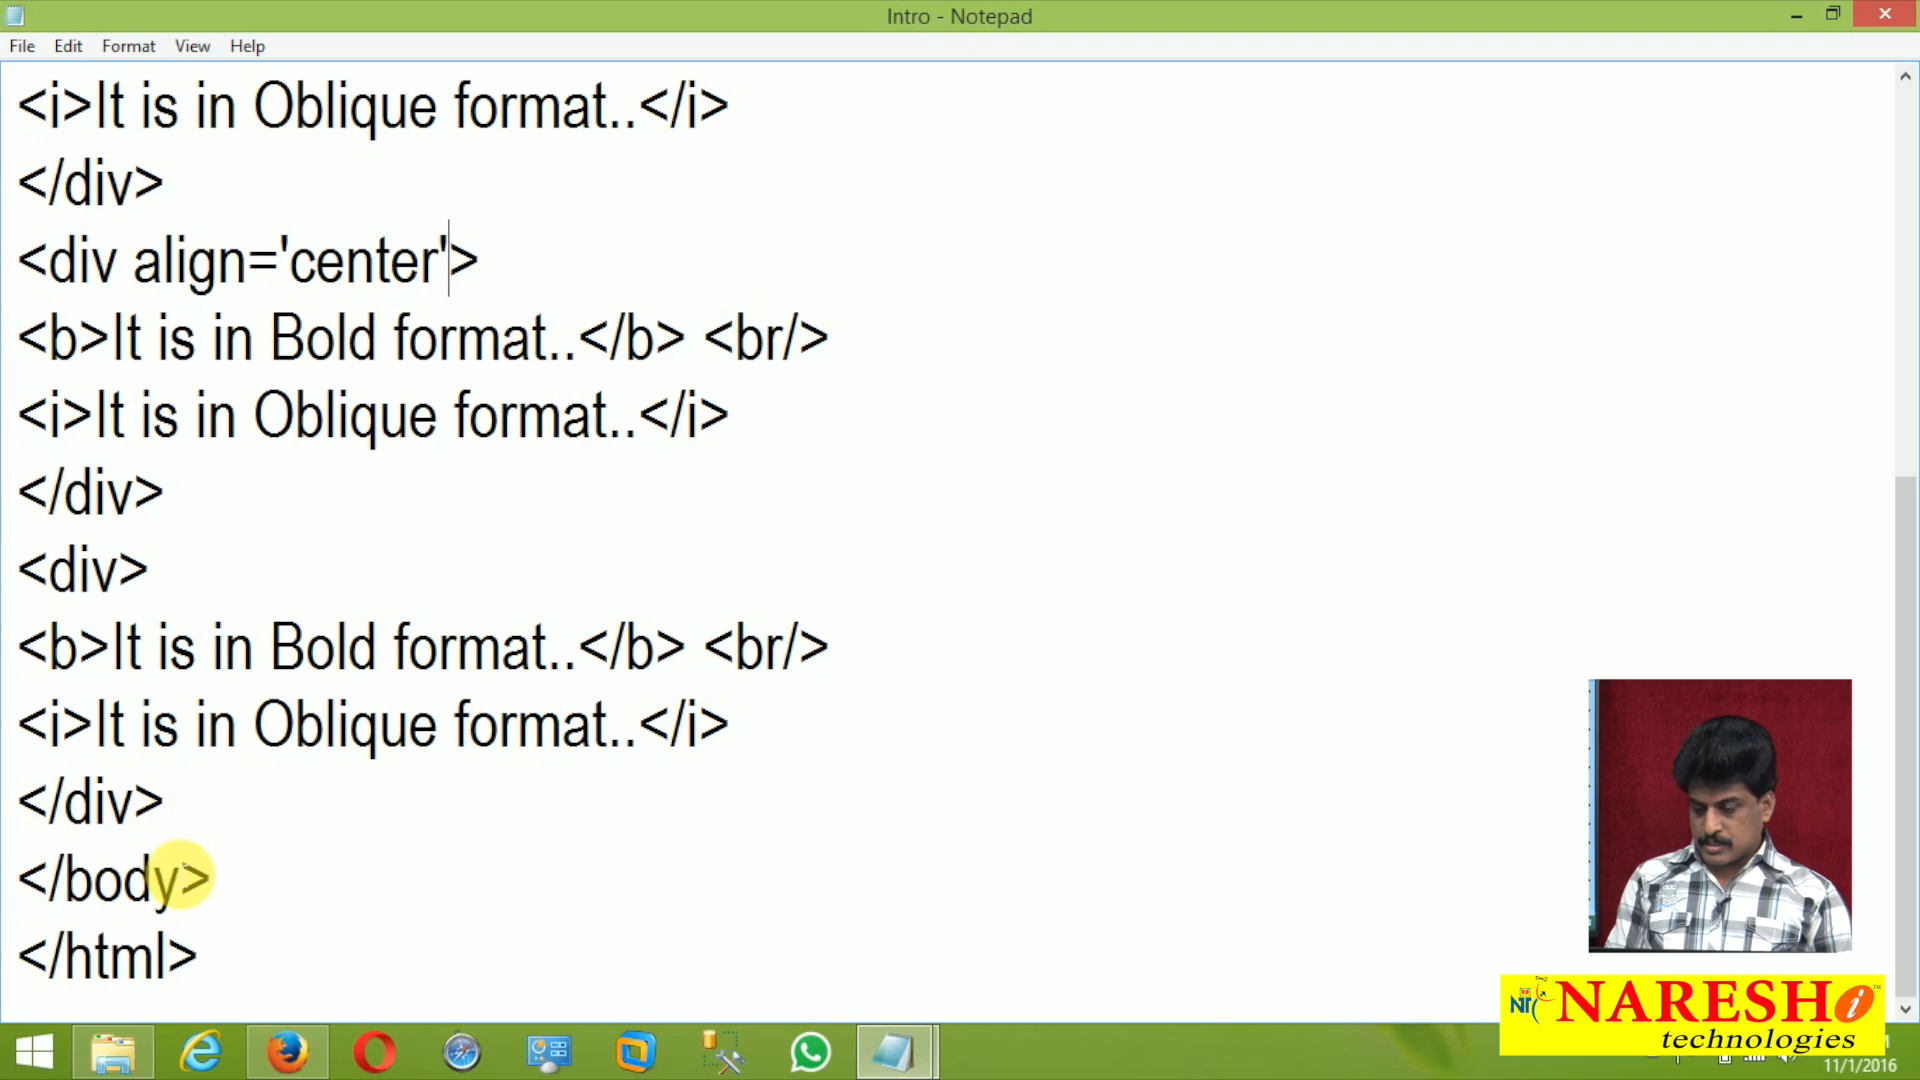 Intro - Notepad
File Edit Format View Help
<i>It is in Oblique format..</i>
</div>
<div align='center'>
<b>It is in Bold format..</b> <br/>
<i>It is in Oblique format..</i>
</div>
<div>
<b>It is in Bold format..</b> <br/>
<i>It is in Oblique format..</i>
</div>
</body>
</html>
NARESH i
technologies
11/1/2016